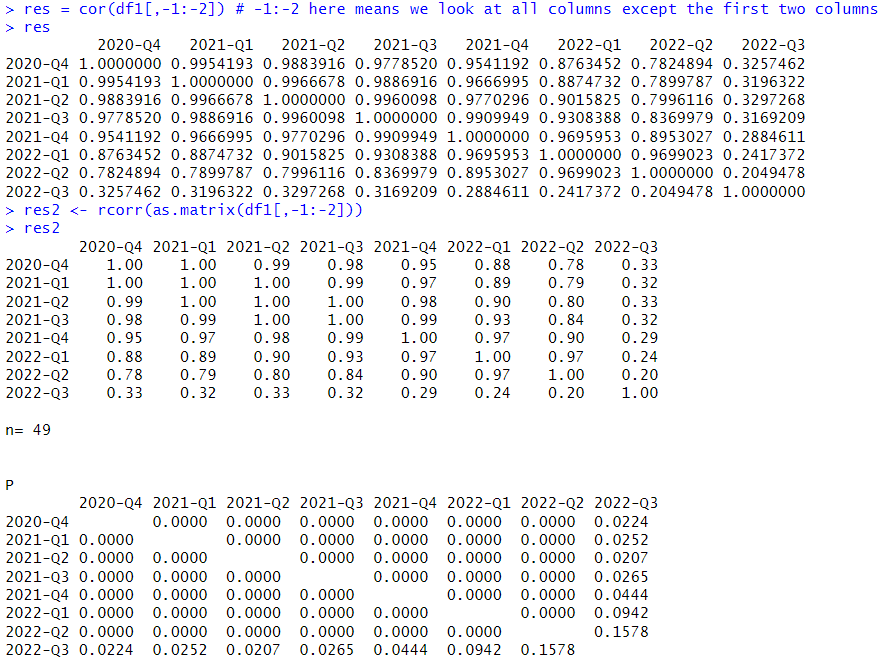 > res = cor(df1[,-1:-2]) # -1:-2 here means we look at all columns except the first two columns
> res
2020-Q4 2021-Q1 2021-Q2 2021-Q3 2021-Q4 2022-Q1 2022-Q2 2022-Q3
2020-Q4 1.0000000 0.9954193 0.9883916 0.9778520 0.9541192 0.8763452 0.7824894 0.3257462
2021-Q1 0.9954193 1.0000000 0.9966678 0.9886916 0.9666995 0.8874732 0.7899787 0.3196322
2021-Q2 0.9883916 0.9966678 1.0000000 0.9960098 0.9770296 0.9015825 0.7996116 0.3297268
2021-Q3 0.9778520 0.9886916 0.9960098 1.0000000 0.9909949 0.9308388 0.8369979 0.3169209
2021-Q4 0.9541192 0.9666995 0.9770296 0.9909949 1.0000000 0.9695953 0.8953027 0.2884611
2022-Q1 0.8763452 0.8874732 0.9015825 0.9308388 0.9695953 1.0000000 0.9699023 0.2417372
2022-Q2 0.7824894 0.7899787 0.7996116 0.8369979 0.8953027 0.9699023 1.0000000 0.2049478
2022-Q3 0.3257462 0.3196322 0.3297268 0.3169209 0.2884611 0.2417372 0.2049478 1.0000000
> res2 <- rcorr(as.matrix(df1[,-1:-2]))
> res2
2020-Q4 2021-Q1 2021-Q2 2021-Q3 2021-Q4 2022-Q1 2022-Q2 2022-Q3
2020-Q4 1.00 1.00 0.99 0.98 0.95 0.88 0.78 0.33
2021-Q1 1.00 1.00 1.00 0.99 0.97 0.89 0.79 0.32
2021-Q2 0.99 1.00 1.00 1.00 0.98 0.90 0.80 0.33
2021-Q3 0.98 0.99 1.00 1.00 0.99 0.93 0.84 0.32
2021-Q4 0.95 0.97 0.98 0.99 1.00 0.97 0.90 0.29
2022-Q1 0.88 0.89 0.90 0.93 0.97 1.00 0.97 0.24
2022-Q2 0.78 0.79 0.80 0.84 0.90 0.97 1.00 0.20
2022-Q3 0.33 0.32 0.33 0.32 0.29 0.24 0.20 1.00
n= 49
P
2020-Q4 2021-Q1 2021-Q2 2021-Q3 2021-Q4 2022-Q1 2022-Q2 2022-Q3
2020-Q4 0.0000 0.0000 0.0000 0.0000 0.0000 0.0000 0.0224
2021-Q1 0.0000 0.0000 0.0000 0.0000 0.0000 0.0000 0.0252
2021-Q2 0.0000 0.0000 0.0000 0.0000 0.0000 0.0000 0.0207
2021-Q3 0.0000 0.0000 0.0000 0.0000 0.0000 0.0000 0.0265
2021-Q4 0.0000 0.0000 0.0000 0.0000 0.0000 0.0000 0.0444
2022-Q1 0.0000 0.0000 0.0000 0.0000 0.0000 0.0000 0.0942
2022-Q2 0.0000 0.0000 0.0000 0.0000 0.0000 0.0000 0.1578
2022-Q3 0.0224 0.0252 0.0207 0.0265 0.0444 0.0942 0.1578